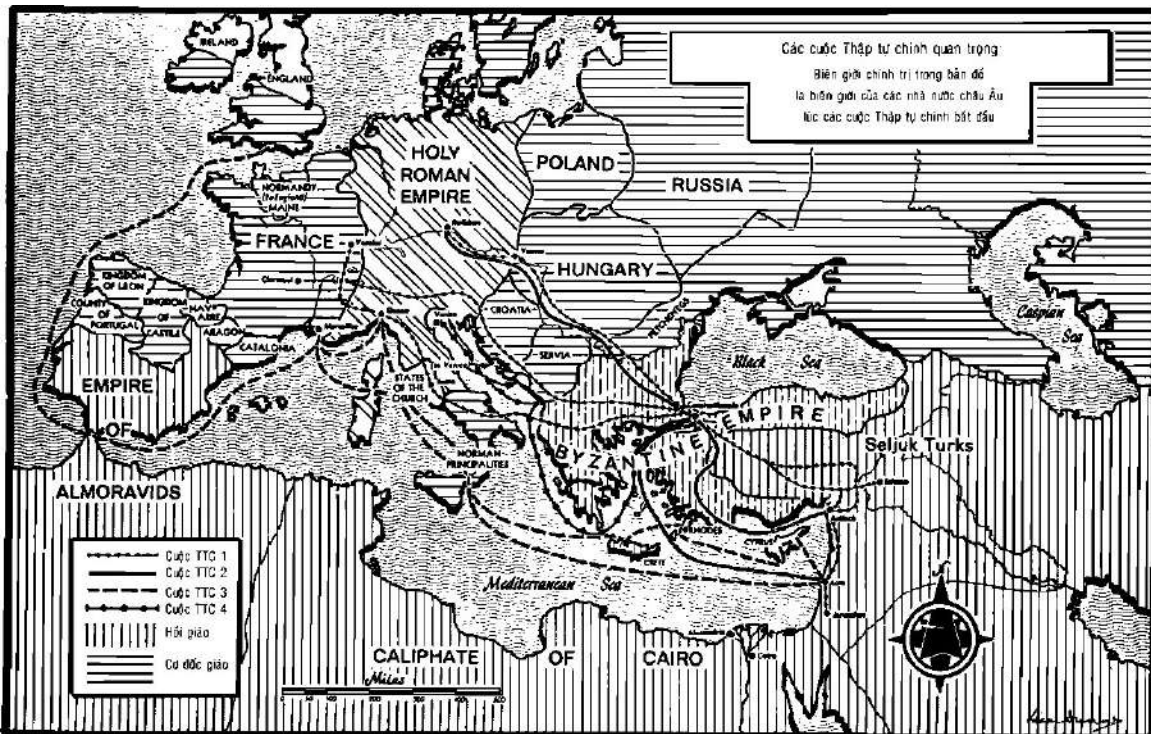 Các cuộc Thập tự chinh quan trọng
Biên giới chính trị trong bản đồ
là biên giới của các nhà nước châu Âu
lúc các cuộc Thập tự chinh bắt đầu
IRELAND
ENGLAND
HOLY
ROMAN
EMPIRE
POLAND
RUSSIA
NORMANDY
MAINE
FRANCE
HUNGARY
CROATIA
SERVIA
KINGDOM
OF LEON
COUNTY
OF
PORTUGAL
KINGDOM
OF
CASTILE
NAVARRE
ARAGON
CATALONIA
EMPIRE
OF
ALMORAVIDS
STATES
OF THE
CHURCH
NORMAN
PRINCIPALITES
Black Sea
Caspian
Sea
BYZANTINE EMPIRE
Seljuk Turks
RHODES
CYPRUS
CRETE
Mediterranean Sea
CALIPHATE OF CAIRO
Cuộc TTC 1
Cuộc TTC 2
Cuộc TTC 3
Cuộc TTC 4
Hồi giáo
Cơ đốc giáo
Miles